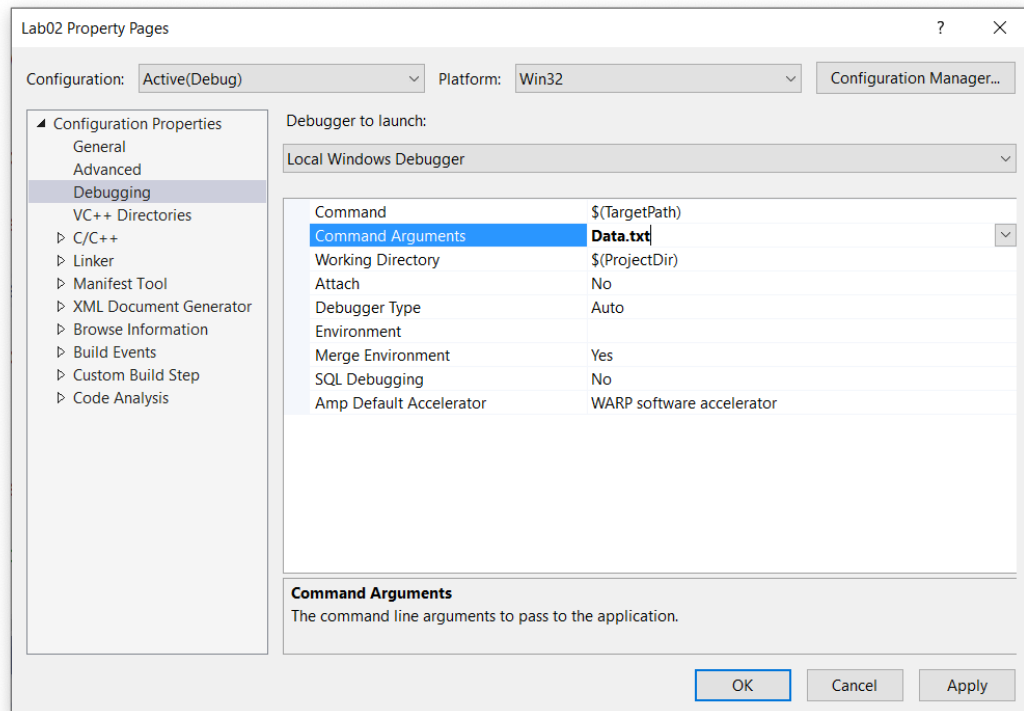 Lab02 Property Pages
?
Configuration: Active(Debug) Platform: Win32 Configuration Manager...
Configuration Properties
General
Advanced
Debugging
VC++ Directories
C/C++
Linker
Manifest Tool
XML Document Generator
Browse Information
Build Events
Custom Build Step
Code Analysis
Debugger to launch:
Local Windows Debugger
Command $(TargetPath)
Command Arguments Data.txt
Working Directory $(ProjectDir)
Attach No
Debugger Type Auto
Environment
Merge Environment Yes
SQL Debugging No
Amp Default Accelerator WARP software accelerator
Command Arguments
The command line arguments to pass to the application.
OK Cancel Apply